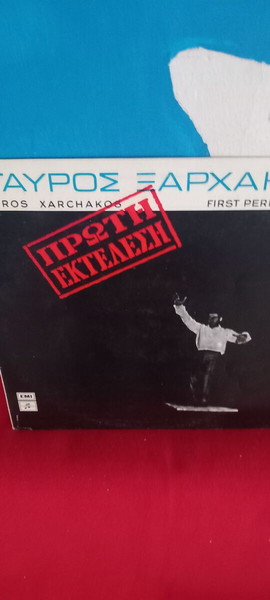 ΤΑΥΡΟΣ ΞΑΡΧΑΚ
ROS XARCHAKOS FIRST PER
ΠΡΩΤΗ
ΕΚΤΕΛΕΣΗ
EMI